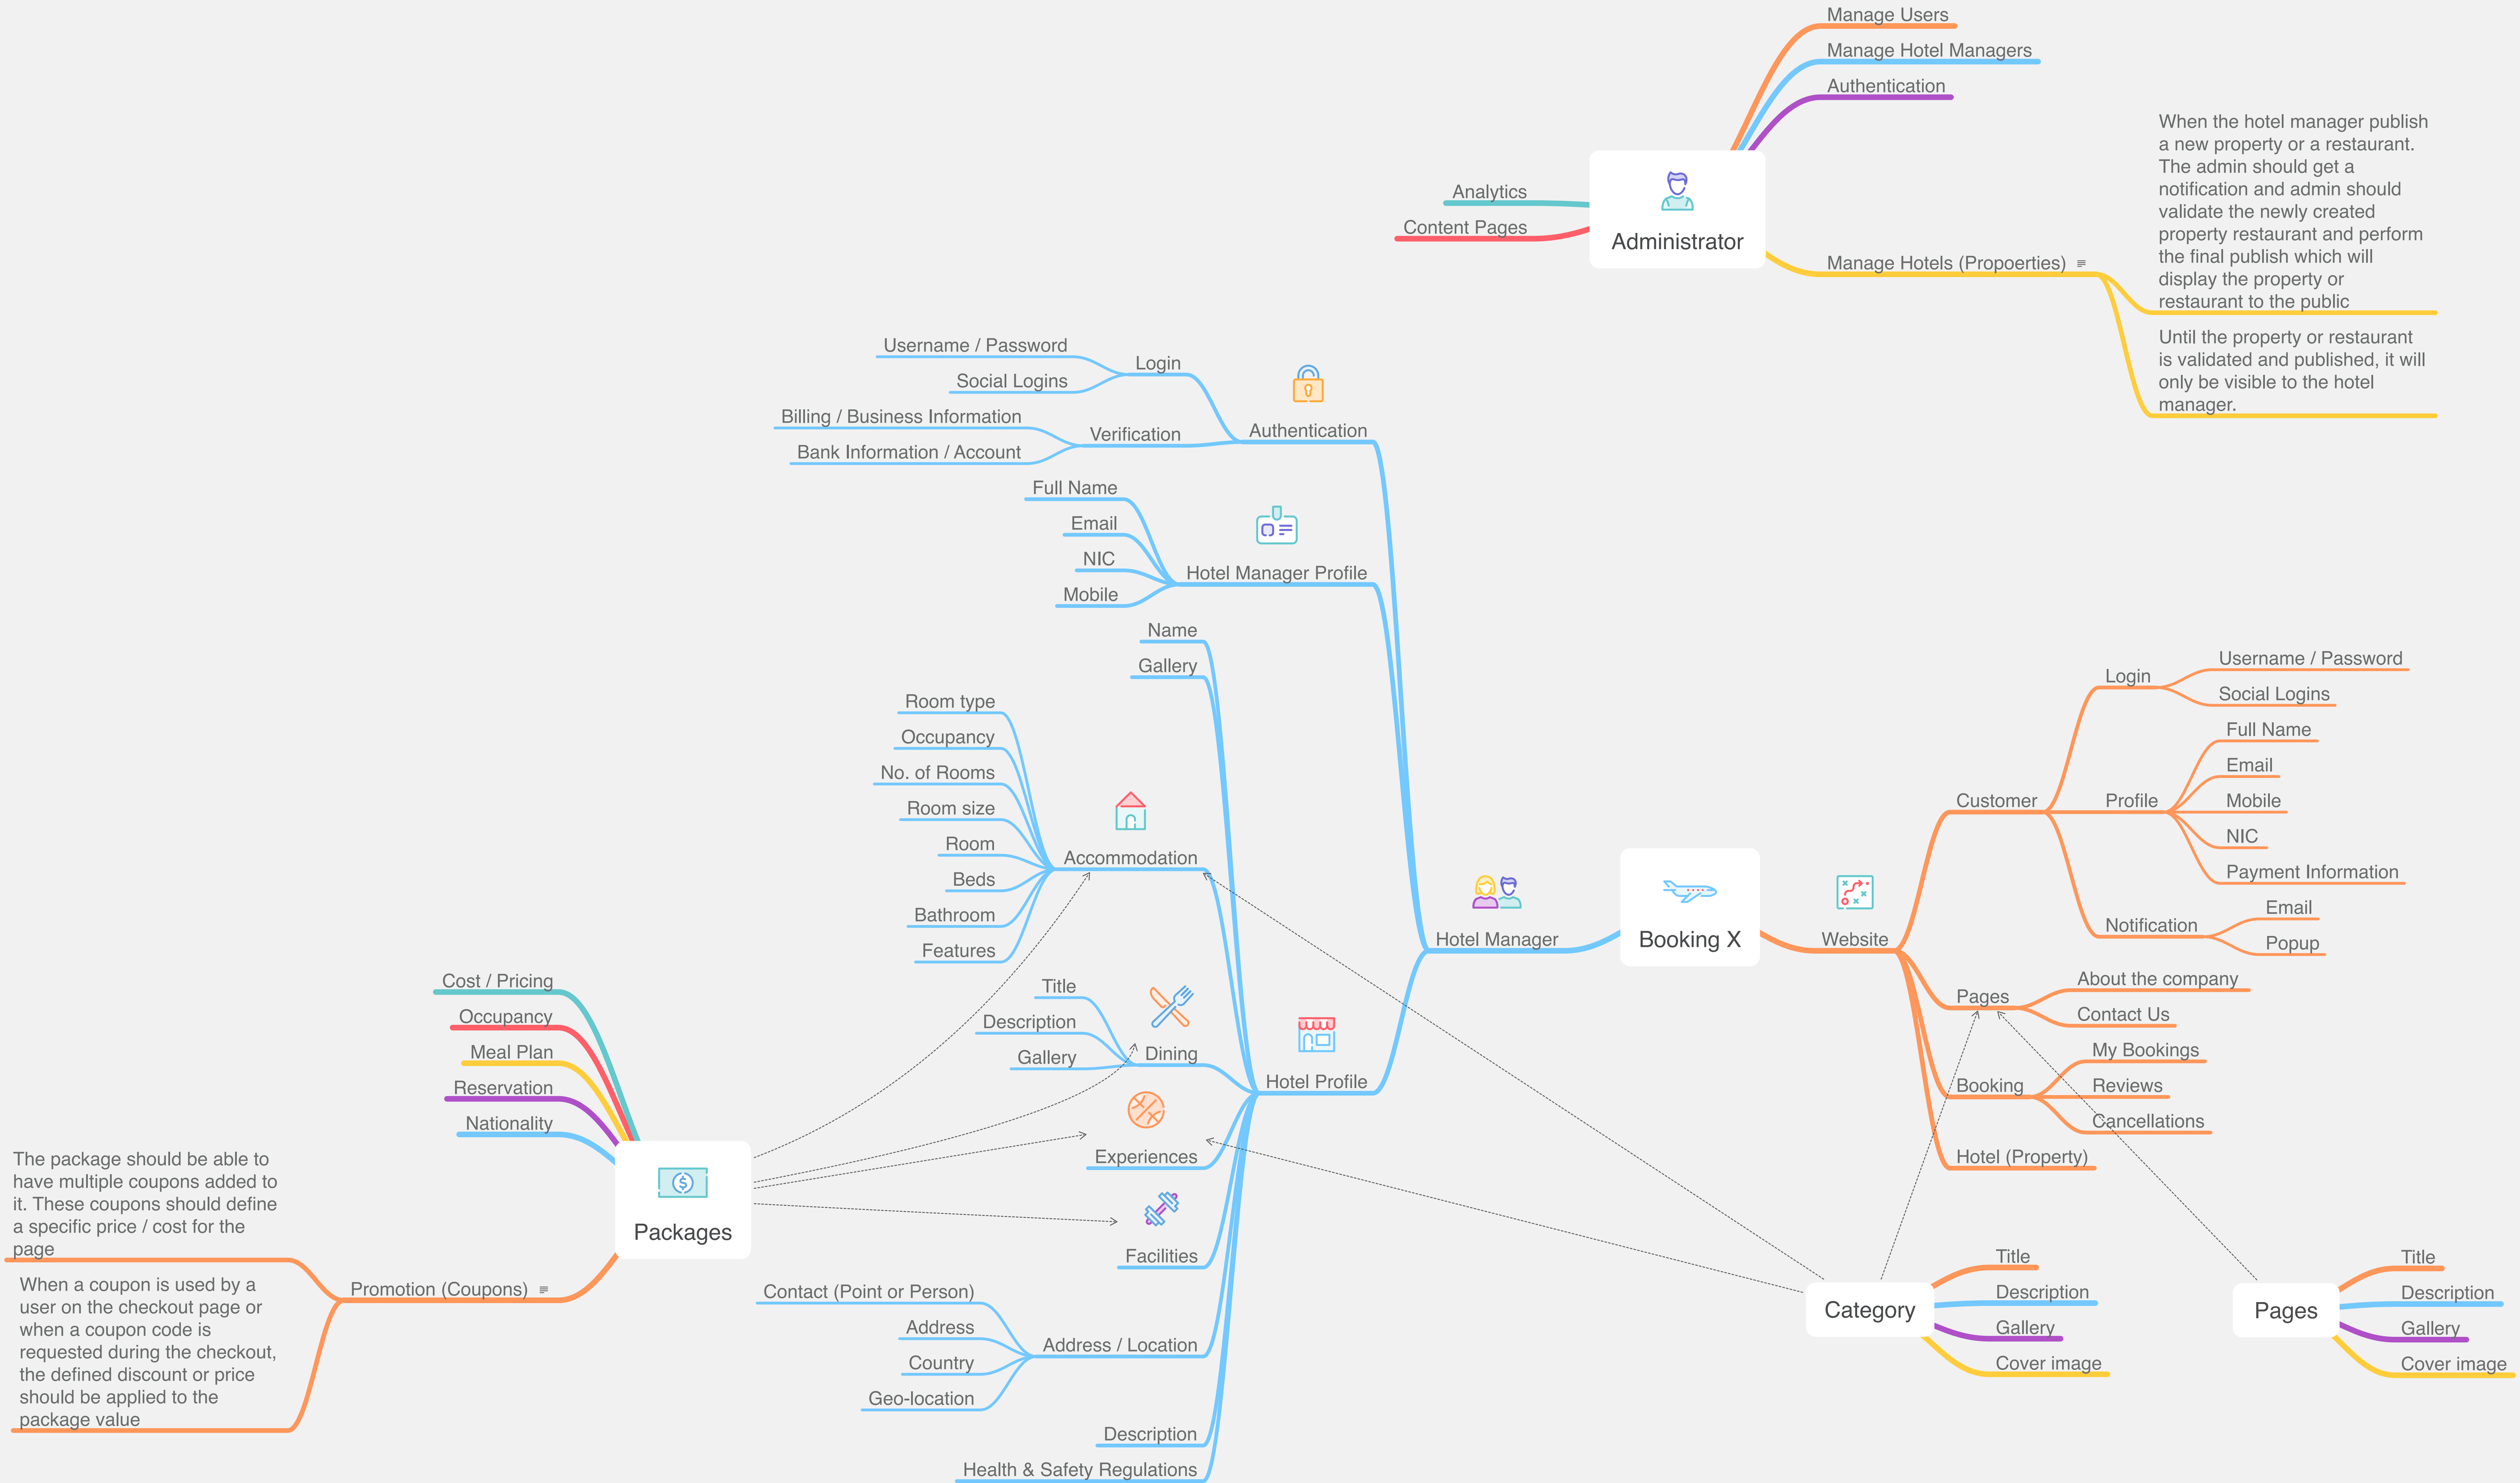 Manage Users
Manage Hotel Managers
Authentication
Analytics
Content Pages
Administrator
Manage Hotels (Propoerties)
When the hotel manager publish
a new property or a restaurant.
The admin should get a
notification and admin should
validate the newly created
property restaurant and perform
the final publish which will
display the property or
restaurant to the public
Until the property or restaurant
is validated and published, it will
only be visible to the hotel
manager.
Username / Password
Social Logins
Login
Billing / Business Information
Bank Information / Account
Verification
Authentication
Full Name
Email
NIC
Mobile
Hotel Manager Profile
Name
Gallery
Room type
Occupancy
No. of Rooms
Room size
Room
Beds
Bathroom
Features
Accommodation
Title
Description
Gallery
Dining
Experiences
Facilities
Contact (Point or Person)
Address
Country
Geo-location
Address / Location
Description
Health & Safety Regulations
Hotel Profile
Hotel Manager
Booking X
Website
Customer
Login
Username / Password
Social Logins
Profile
Full Name
Email
Mobile
NIC
Payment Information
Notification
Email
Popup
Pages
About the company
Contact Us
Booking
My Bookings
Reviews
Cancellations
Hotel (Property)
Cost / Pricing
Occupancy
Meal Plan
Reservation
Nationality
Packages
Promotion (Coupons)
The package should be able to
have multiple coupons added to
it. These coupons should define
a specific price / cost for the
page
When a coupon is used by a
user on the checkout page or
when a coupon code is
requested during the checkout,
the defined discount or price
should be applied to the
package value
Category
Title
Description
Gallery
Cover image
Pages
Title
Description
Gallery
Cover image